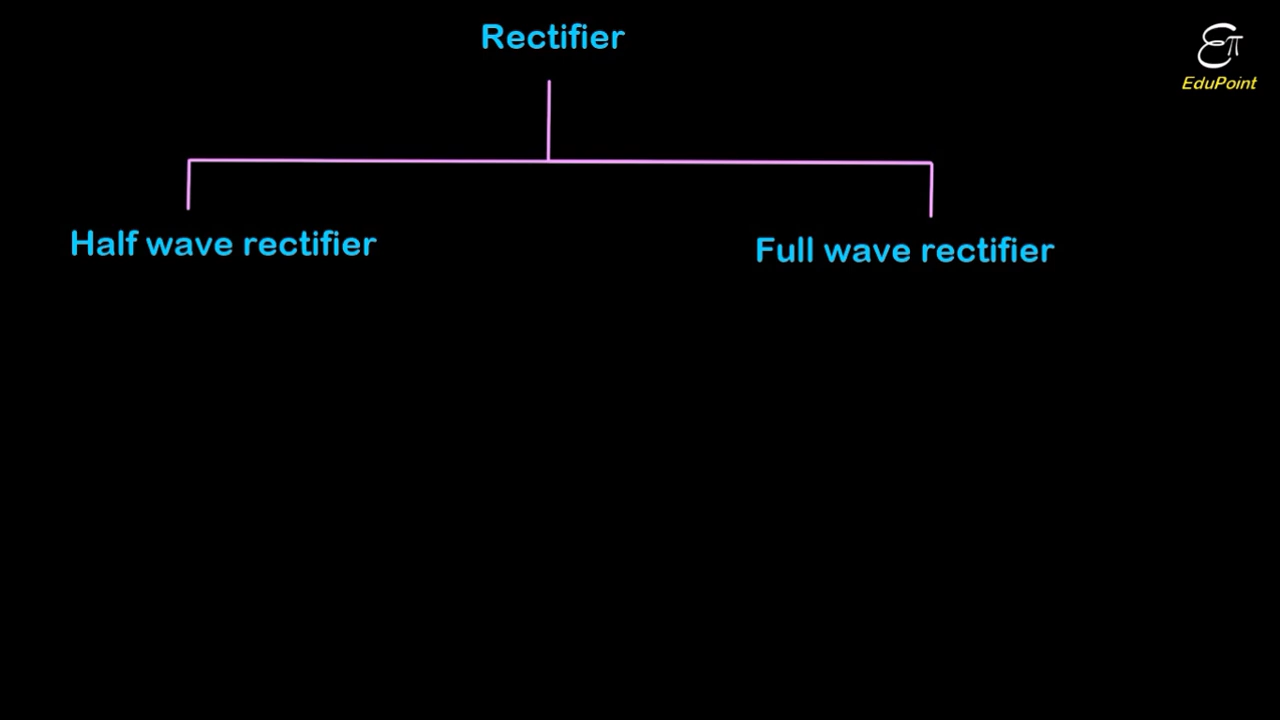 Rectifier
EduPoint
Half wave rectifier
Full wave rectifier